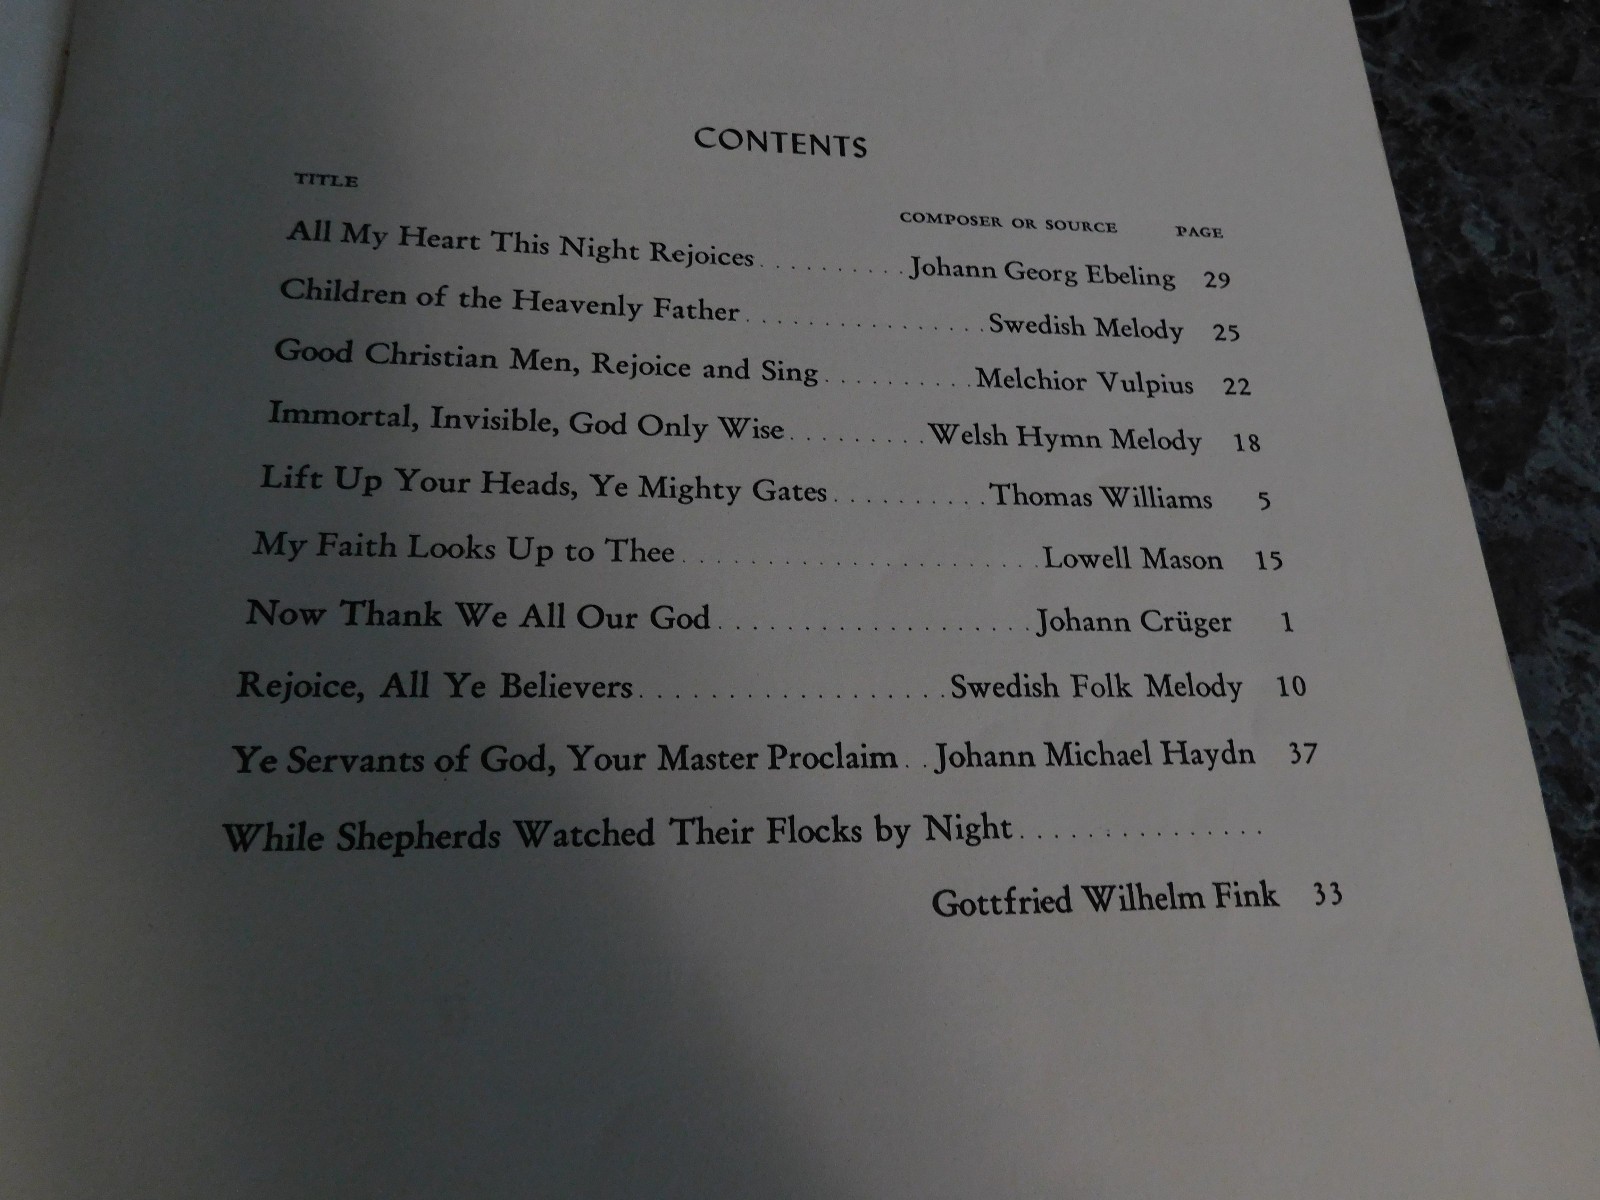 CONTENTS
TITLE COMPOSER OR SOURCE PAGE
All My Heart This Night Rejoices.......... Johann Georg Ebeling 29
Children of the Heavenly Father................ Swedish Melody 25
Good Christian Men, Rejoice and Sing.......... Melchior Vulpius 22
Immortal, Invisible, God Only Wise......... Welsh Hymn Melody 18
Lift Up Your Heads, Ye Mighty Gates.......... Thomas Williams 5
My Faith Looks Up to Thee..................... Lowell Mason 15
Now Thank We All Our God................... Johann Crüger 1
Rejoice, All Ye Believers................... Swedish Folk Melody 10
Ye Servants of God, Your Master Proclaim.. Johann Michael Haydn 37
While Shepherds Watched Their Flocks by Night...............
Gottfried Wilhelm Fink 33